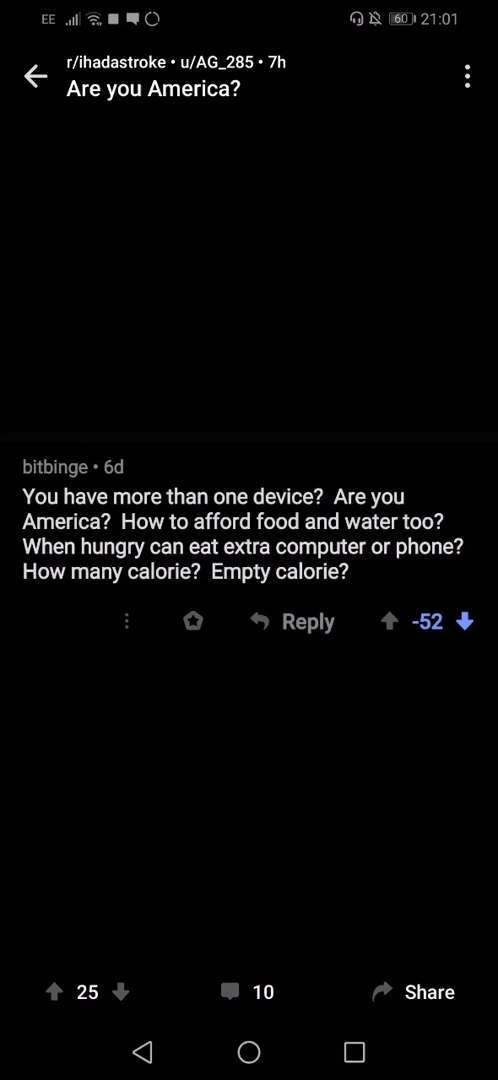 EE 60 21:01
r/ihadastroke • u/AG_285 • 7h
Are you America?
bitbinge • 6d
You have more than one device?  Are you
America?  How to afford food and water too?
When hungry can eat extra computer or phone?
How many calorie?  Empty calorie?
Reply -52
25 10 Share